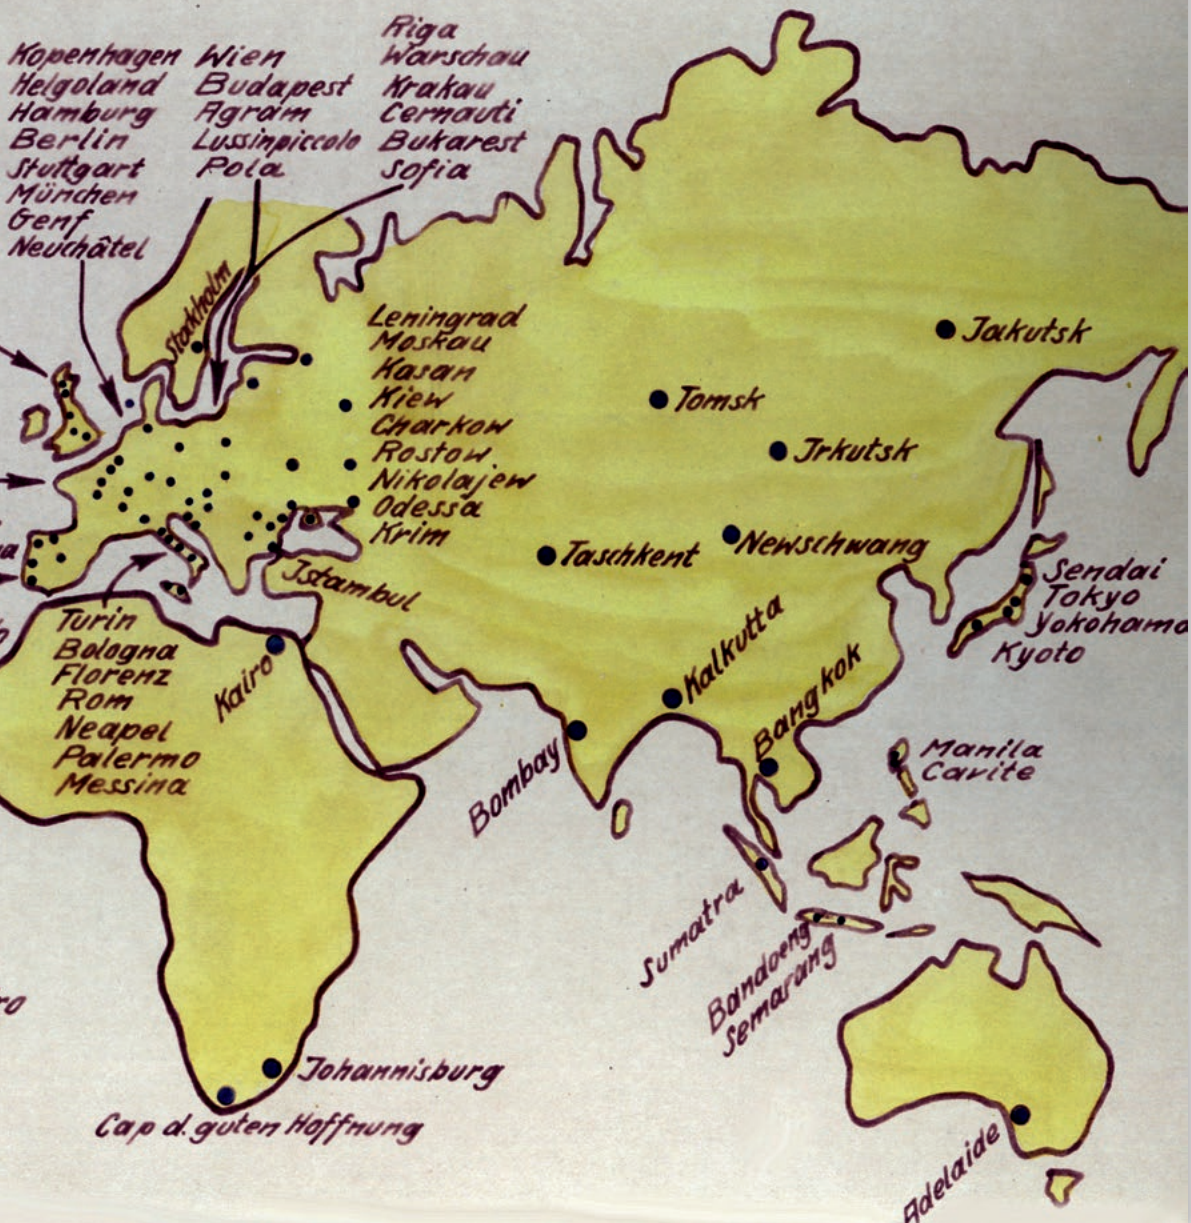 Kopenhagen
Helgoland
Hamburg
Berlin
Stuttgart
München
Genf
Neuchâtel
Wien
Budapest
Agram
Lussinpiccolo
Pola
Riga
Warschau
Krakau
Cernauti
Bukarest
Sofia
Stockholm
Leningrad
Moskau
Kasan
Kiew
Charkow
Rostow
Nikolajew
Odessa
Krim
Jakutsk
Tomsk
Jrkutsk
Newschwang
Taschkent
Jstambul
Sendai
Tokyo
Yokohama
Kyoto
Turin
Bologna
Florenz
Rom
Neapel
Palermo
Messina
Kairo
Kalkutta
Bangkok
Bombay
Manila
Cavite
Sumatra
Bandoeng
Semarang
Johannisburg
Cap d. guten Hoffnung
Adelaide